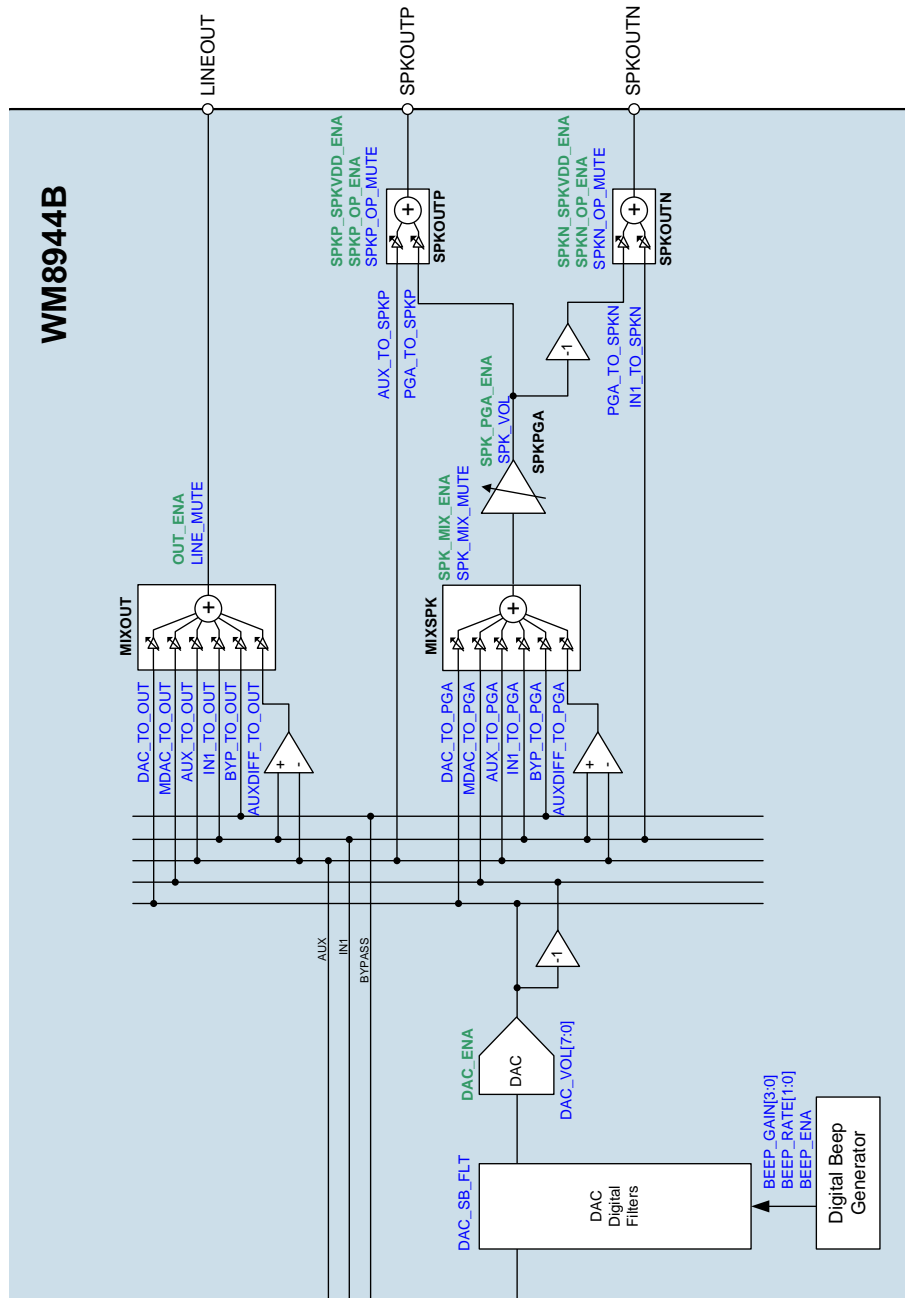 WM8944B
LINEOUT
SPKOUTP
SPKOUTN
OUT_ENA
LINE_MUTE
MIXOUT
+
DAC_TO_OUT
MDAC_TO_OUT
AUX_TO_OUT
IN1_TO_OUT
BYP_TO_OUT
AUXDIFF_TO_OUT
+
-
SPKP_SPKVDD_ENA
SPKP_OP_ENA
SPKP_OP_MUTE
+
SPKOUTP
AUX_TO_SPKP
PGA_TO_SPKP
SPKN_SPKVDD_ENA
SPKN_OP_ENA
SPKN_OP_MUTE
+
SPKOUTN
-1
PGA_TO_SPKN
IN1_TO_SPKN
SPK_PGA_ENA
SPK_VOL
SPKPGA
SPK_MIX_ENA
SPK_MIX_MUTE
MIXSPK
+
DAC_TO_PGA
MDAC_TO_PGA
AUX_TO_PGA
IN1_TO_PGA
BYP_TO_PGA
AUXDIFF_TO_PGA
+
-
AUX
IN1
BYPASS
-1
DAC_ENA
DAC
DAC_VOL[7:0]
DAC_SB_FLT
DAC
Digital
Filters
BEEP_GAIN[3:0]
BEEP_RATE[1:0]
BEEP_ENA
Digital Beep
Generator